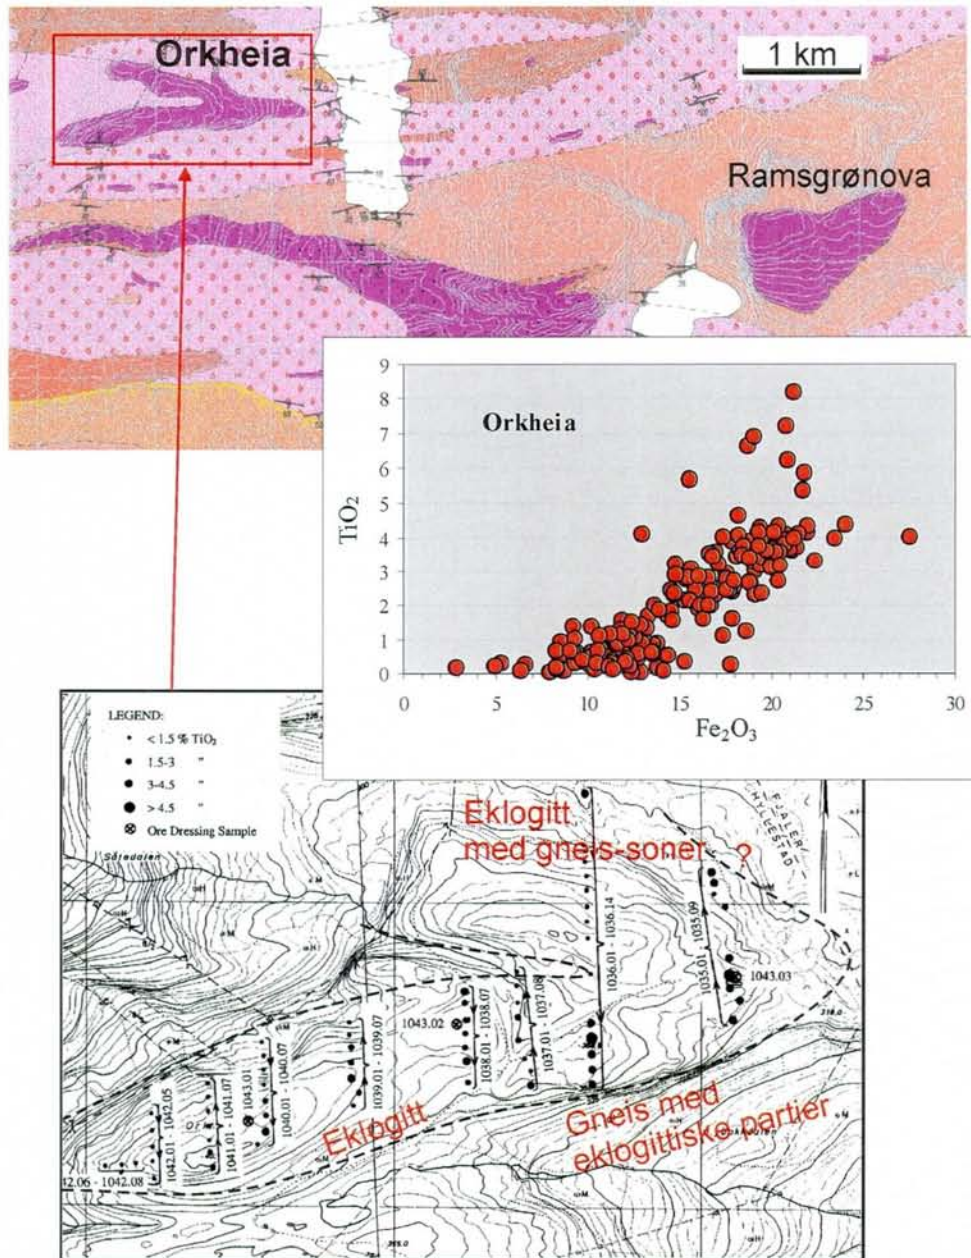 Orkheia
1 km
Ramsgrønova
Orkheia
TiO₂
9
8
7
6
5
4
3
2
1
0
0 5 10 15 20 25 30
Fe₂O₃
LEGEND:
< 1.5 % TiO₂
1.5-3 "
3-4.5 "
> 4.5 "
Ore Dressing Sample
Såtedalen
Eklogitt
med gneis-soner ?
FJALER
HYLLESTAD
1036.01 - 1036.14
1035.01 - 1035.09
1043.03
1037.01 - 1037.08
1043.02
1038.01 - 1038.07
1039.01 - 1039.07
1043.01
1040.01 - 1040.07
1041.01 - 1041.07
1042.01 - 1042.05
42.06 - 1042.08
Eklogitt
Gneis med
eklogittiske partier